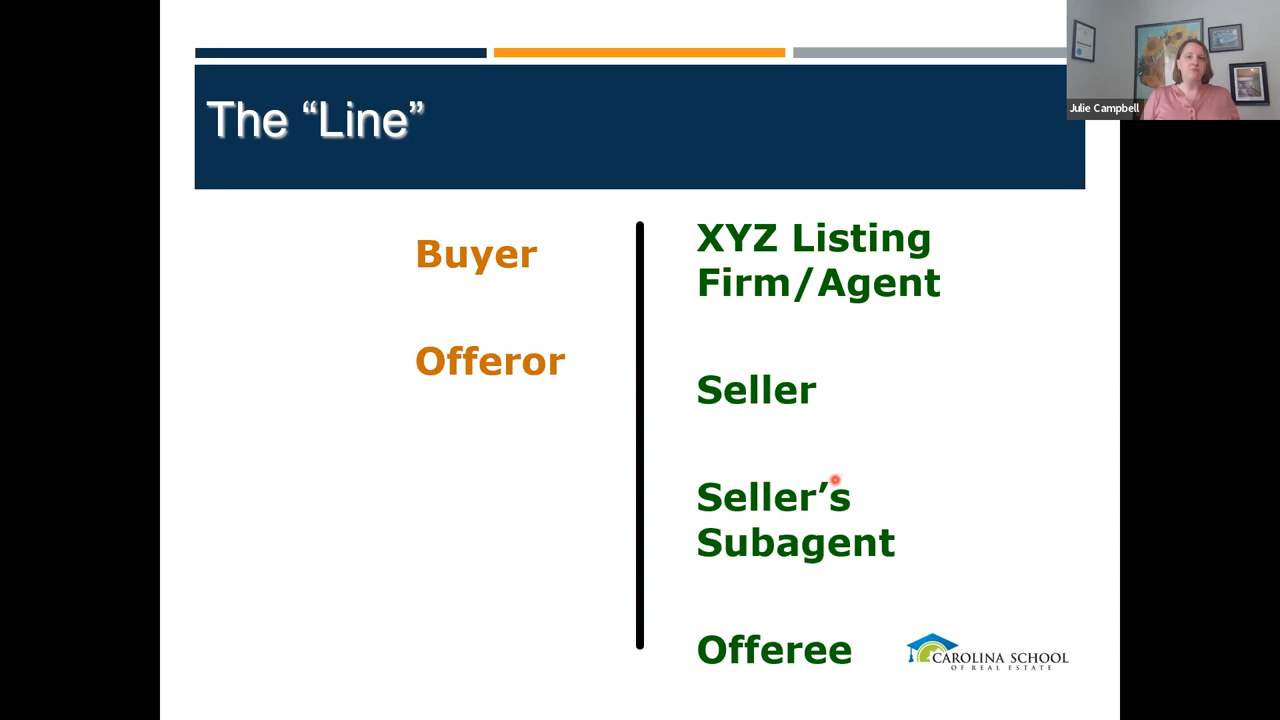 Julie Campbell
The “Line”
Buyer
Offeror
XYZ Listing
Firm/Agent
Seller
Seller’s
Subagent
Offeree
CAROLINA SCHOOL
OF REAL ESTATE